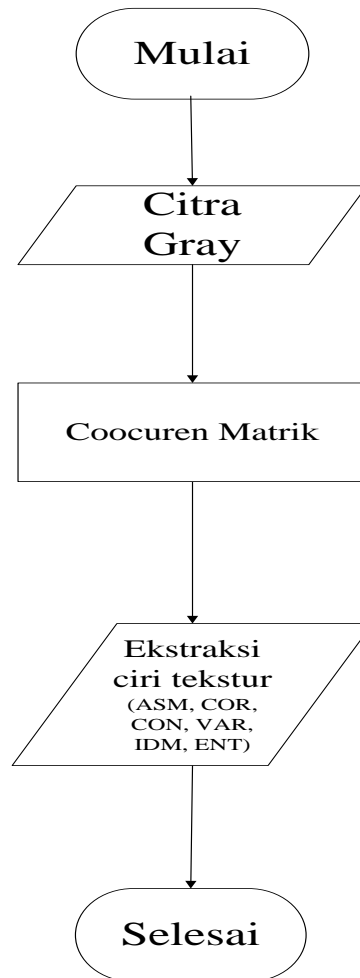 Mulai
Citra
Gray
Coocuren Matrik
Ekstraksi
ciri tekstur
(ASM, COR,
CON, VAR,
IDM, ENT)
Selesai